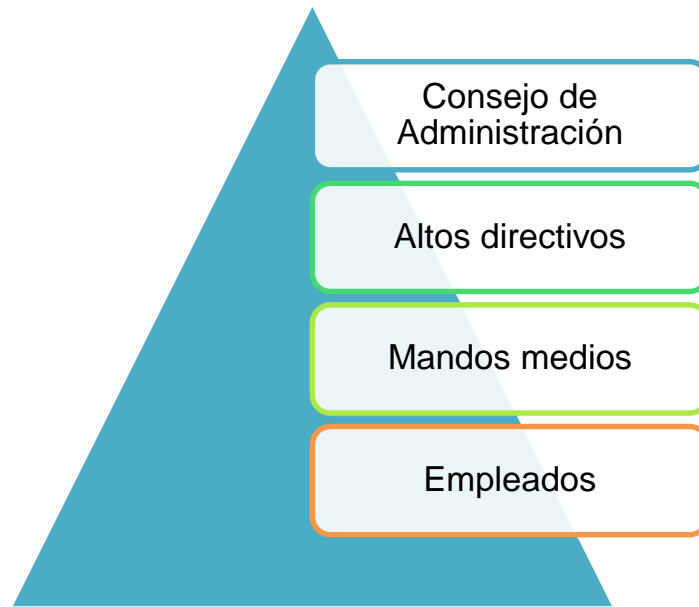 Consejo de
Administración
Altos directivos
Mandos medios
Empleados